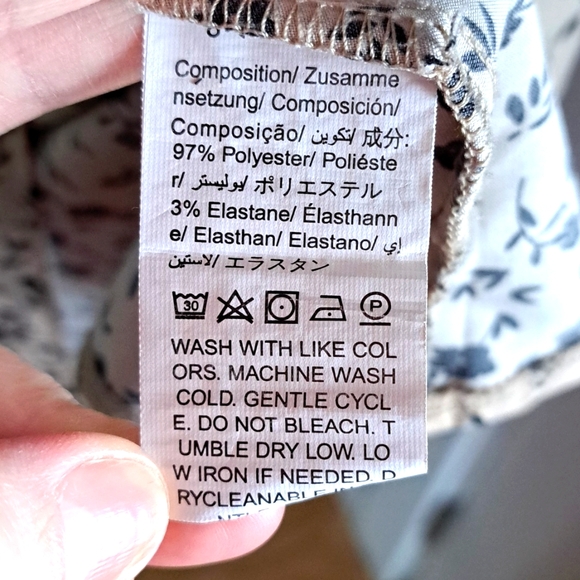 Composition/ Zusamme
nsetzung/ Composición/
Composição/ تكوين/ 成分:
97% Polyester/ Poliéste
r/ بوليستر/ ポリエステル
3% Elastane/ Élasthann
e/ Elasthan/ Elastano/ إي
لاستين/ エラスタン
30 P
WASH WITH LIKE COL
ORS. MACHINE WASH
COLD. GENTLE CYCL
E. DO NOT BLEACH. T
UMBLE DRY LOW. LO
W IRON IF NEEDED. D
RYCLEANABLE